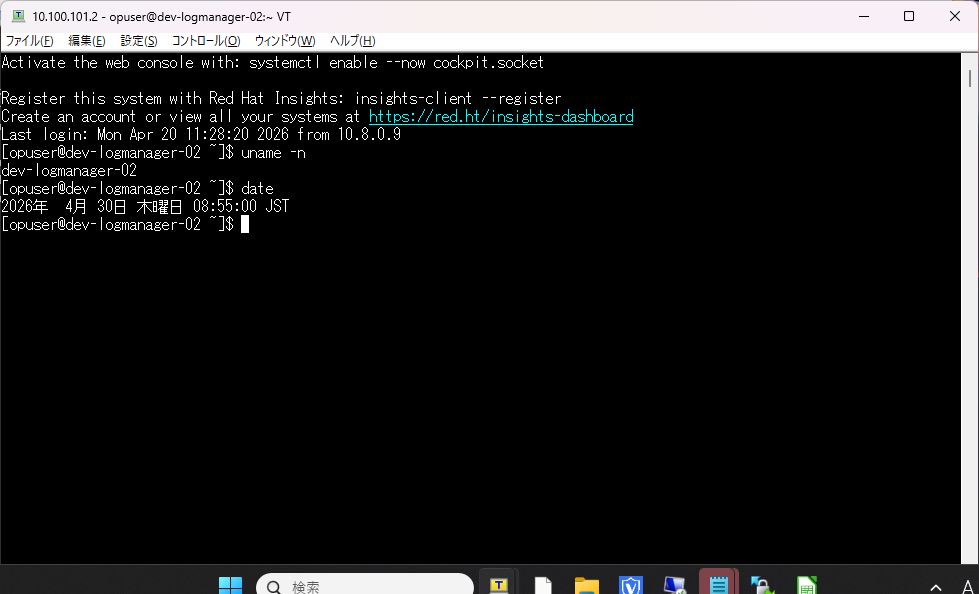 10.100.101.2 - opuser@dev-logmanager-02:~ VT
ファイル(F) 編集(E) 設定(S) コントロール(O) ウィンドウ(W) ヘルプ(H)
Activate the web console with: systemctl enable --now cockpit.socket
Register this system with Red Hat Insights: insights-client --register
Create an account or view all your systems at https://red.ht/insights-dashboard
Last login: Mon Apr 20 11:28:20 2026 from 10.8.0.9
[opuser@dev-logmanager-02 ~]$ uname -n
dev-logmanager-02
[opuser@dev-logmanager-02 ~]$ date
2026年  4月 30日 木曜日 08:55:00 JST
[opuser@dev-logmanager-02 ~]$
検索
A